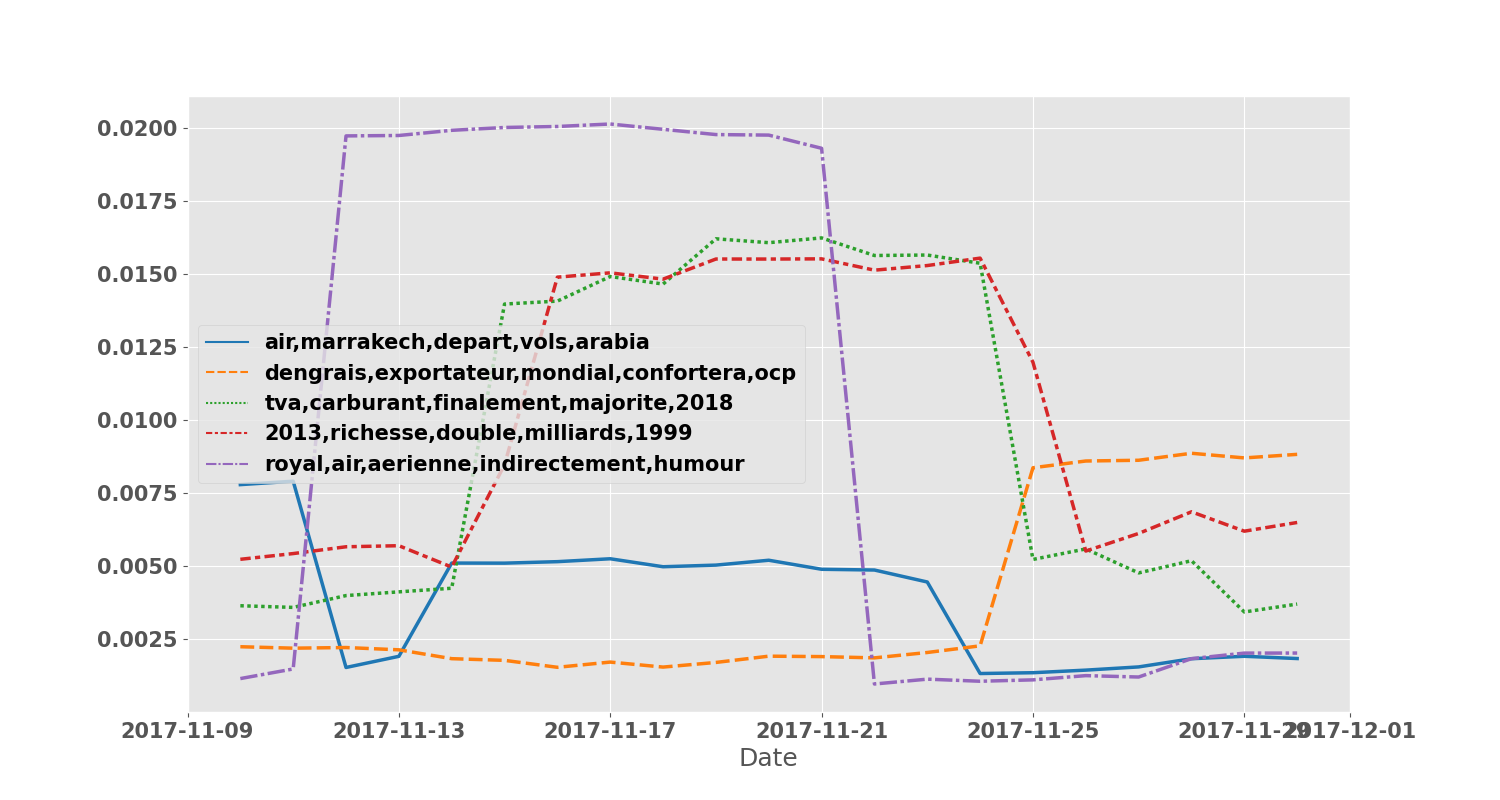 0.0200
0.0175
0.0150
0.0125
0.0100
0.0075
0.0050
0.0025
air,marrakech,depart,vols,arabia
dengrais,exportateur,mondial,confortera,ocp
tva,carburant,finalement,majorite,2018
2013,richesse,double,milliards,1999
royal,air,aerienne,indirectement,humour
2017-11-09 2017-11-13 2017-11-17 2017-11-21 2017-11-25 2017-11-29 2017-12-01
Date